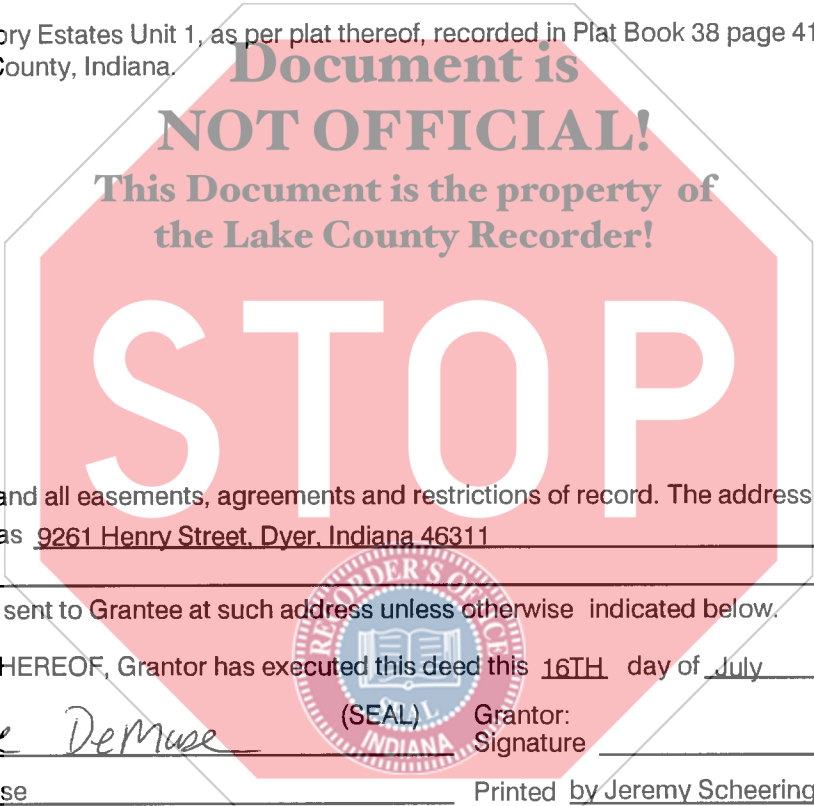 ory Estates Unit 1, as per plat thereof, recorded in Plat Book 38 page 41
County, Indiana.
Document is
NOT OFFICIAL!
This Document is the property of
the Lake County Recorder!
STOP
and all easements, agreements and restrictions of record. The address
as 9261 Henry Street, Dyer, Indiana 46311
RECORDER'S OFFICE
sent to Grantee at such address unless otherwise indicated below.
HEREOF, Grantor has executed this deed this 16TH day of July
(SEAL) Grantor:
e DeMuse Signature
SEAL
INDIANA
se Printed by Jeremy Scheering